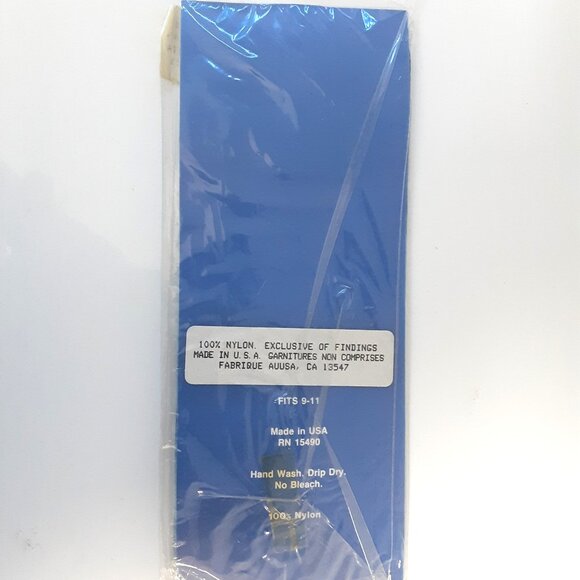 100% NYLON. EXCLUSIVE OF FINDINGS
MADE IN U.S.A. GARNITURES NON COMPRISES
FABRIQUE AUUSA, CA 13547
FITS 9-11
Made in USA
RN 15490
Hand Wash. Drip Dry.
No Bleach.
100% Nylon